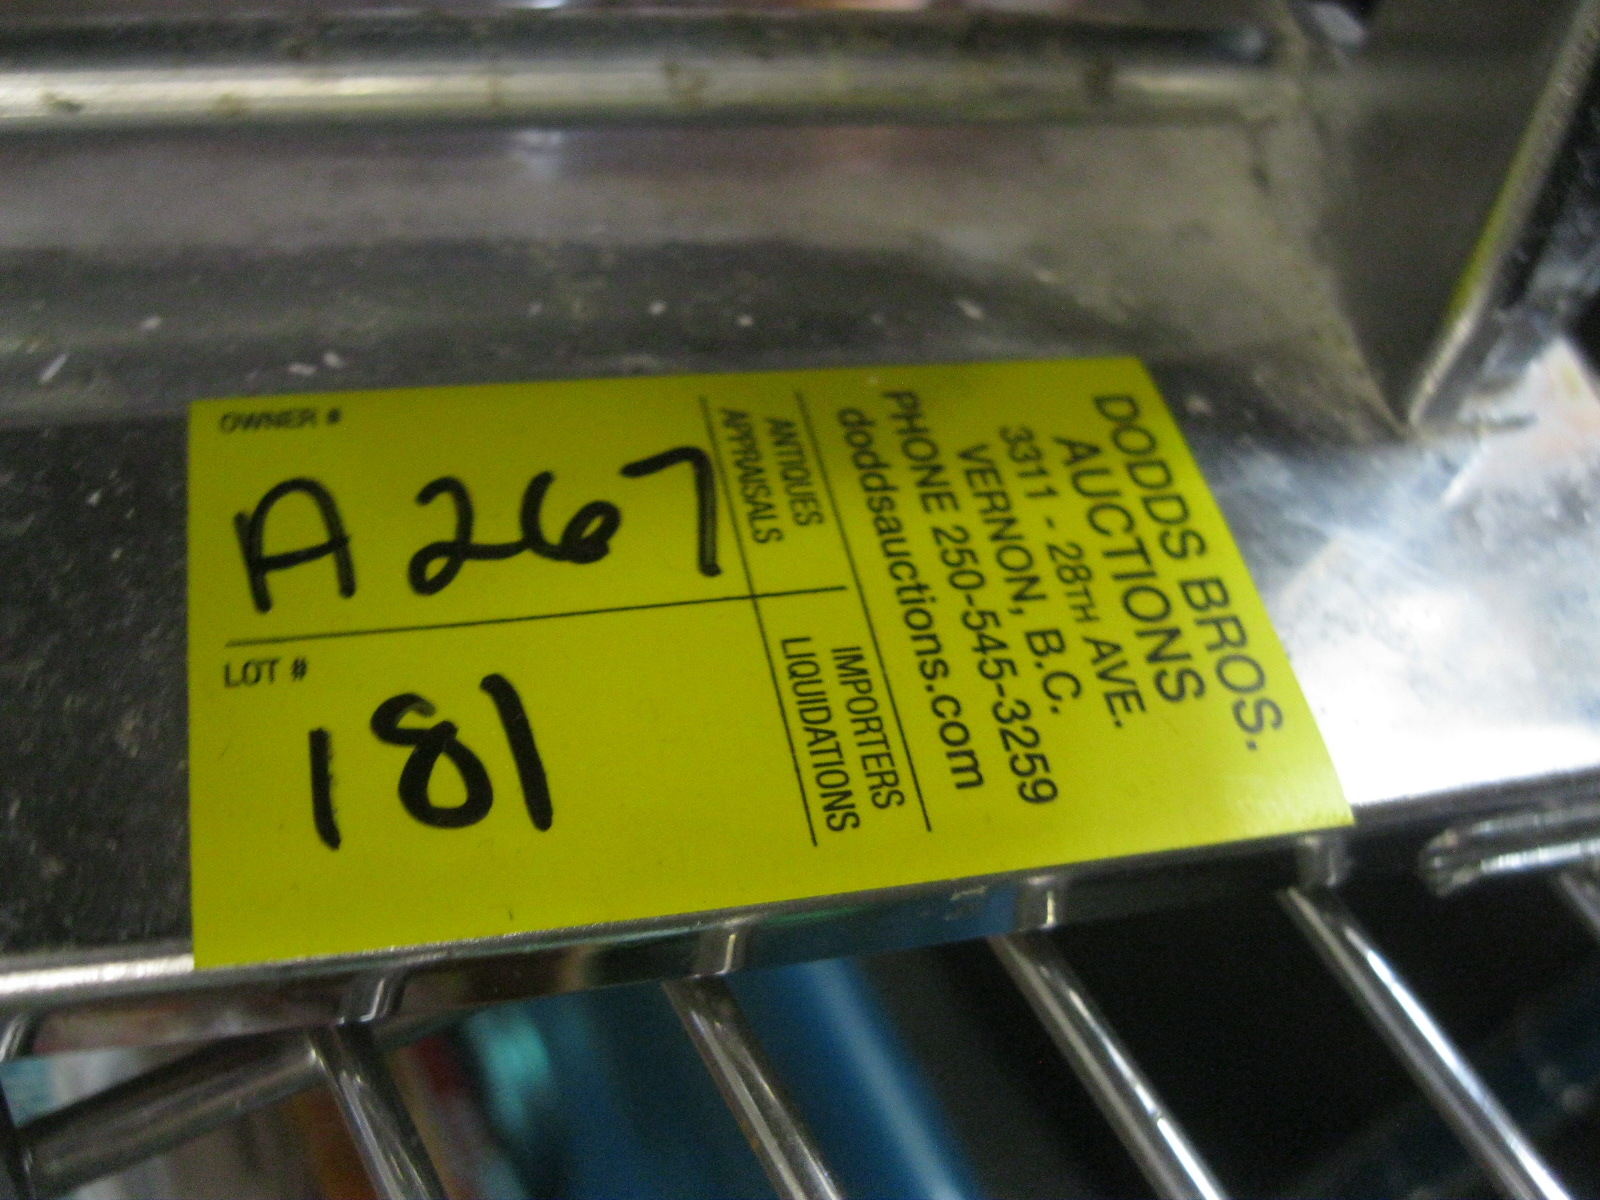 DODDS BROS.
AUCTIONS
3311 - 28TH AVE.
VERNON, B.C.
PHONE 250-545-3259
doddsauctions.com
ANTIQUES
APPRAISALS
IMPORTERS
LIQUIDATIONS
OWNER #
A267
LOT #
181